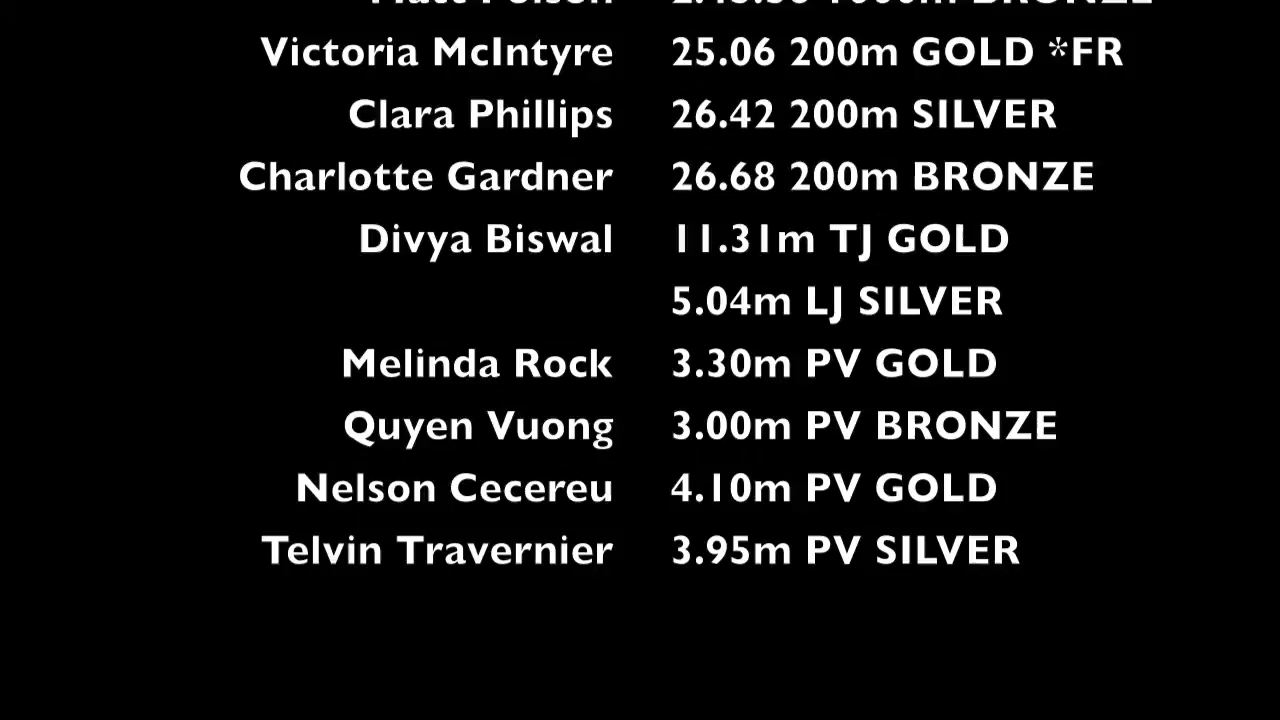 BRONZE
Victoria McIntyre 25.06 200m GOLD *FR
Clara Phillips 26.42 200m SILVER
Charlotte Gardner 26.68 200m BRONZE
Divya Biswal 11.31m TJ GOLD
5.04m LJ SILVER
Melinda Rock 3.30m PV GOLD
Quyen Vuong 3.00m PV BRONZE
Nelson Cecereu 4.10m PV GOLD
Telvin Travernier 3.95m PV SILVER